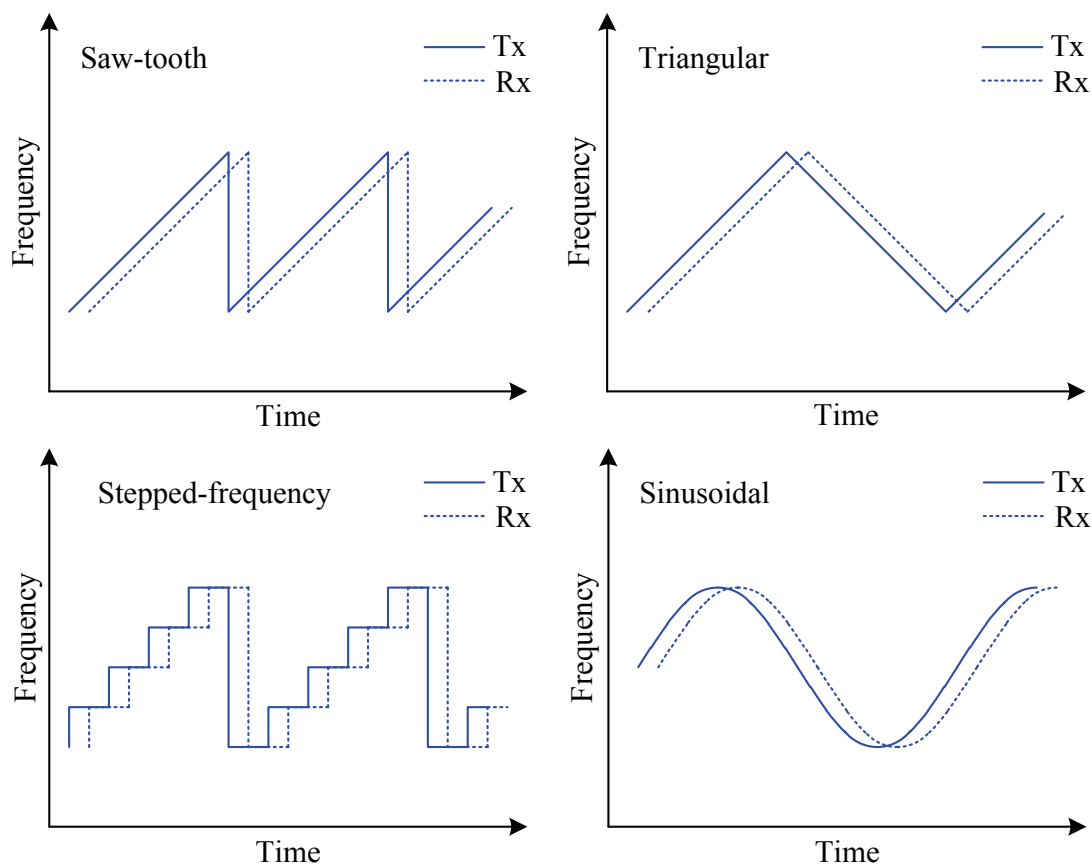 Saw-tooth
Tx
Rx
Frequency
Time
Triangular
Tx
Rx
Frequency
Time
Stepped-frequency
Tx
Rx
Frequency
Time
Sinusoidal
Tx
Rx
Frequency
Time